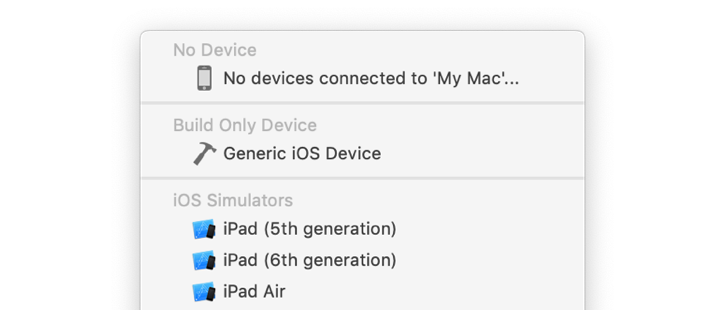 No Device
No devices connected to 'My Mac'...
Build Only Device
Generic iOS Device
iOS Simulators
iPad (5th generation)
iPad (6th generation)
iPad Air